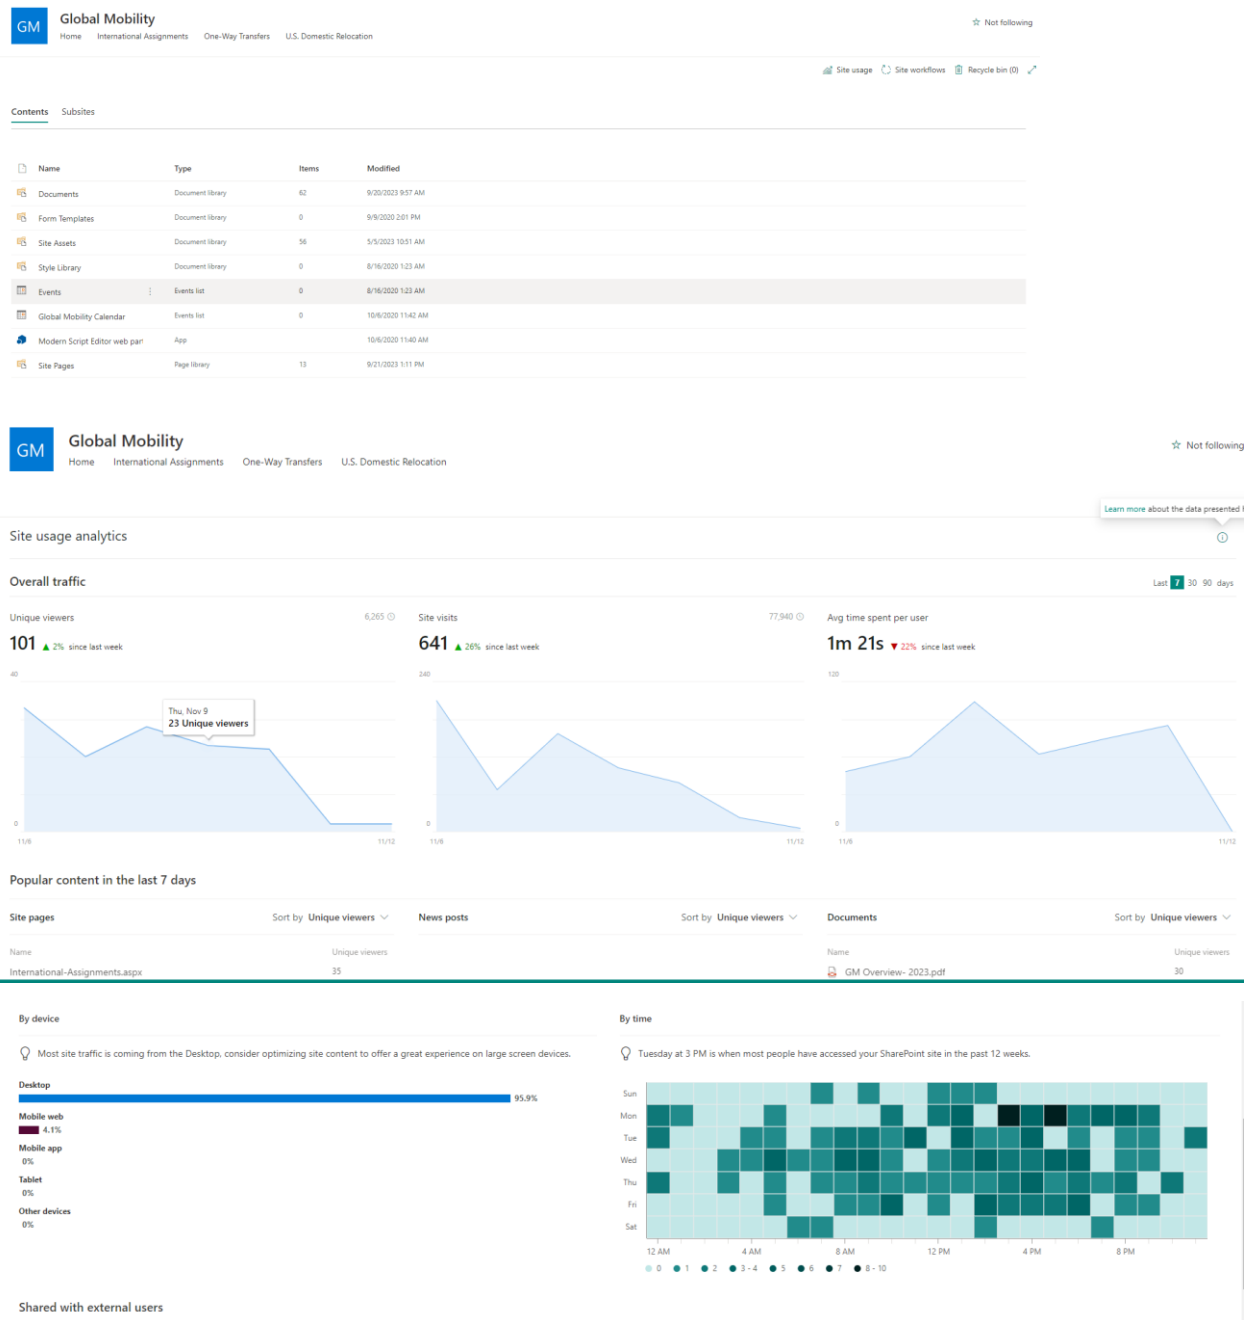 GM
Global Mobility
Home International Assignments One-Way Transfers U.S. Domestic Relocation
Not following
Site usage Site workflows Recycle bin (0)
Contents Subsites
Name Type Items Modified
Documents Document library 62 9/20/2023 9:57 AM
Form Templates Document library 0 9/9/2020 2:01 PM
Site Assets Document library 56 5/5/2023 10:51 AM
Style Library Document library 0 8/16/2020 1:23 AM
Events Events list 0 8/16/2020 1:23 AM
Global Mobility Calendar Events list 0 10/6/2020 11:42 AM
Modern Script Editor web par App 10/6/2020 11:40 AM
Site Pages Page library 13 9/21/2023 1:11 PM
GM
Global Mobility
Home International Assignments One-Way Transfers U.S. Domestic Relocation
Not following
Learn more about the data presented
Site usage analytics
Overall traffic
Last 7 30 90 days
Unique viewers 6,265
101 2% since last week
40
Thu, Nov 9
23 Unique viewers
0
11/6 11/12
Site visits 77,940
641 26% since last week
240
0
11/6 11/12
Avg time spent per user
1m 21s 22% since last week
120
0
11/6 11/12
Popular content in the last 7 days
Site pages Sort by Unique viewers
Name Unique viewers
International-Assignments.aspx 35
News posts Sort by Unique viewers
Documents Sort by Unique viewers
Name Unique viewers
GM Overview- 2023.pdf 30
By device
Most site traffic is coming from the Desktop, consider optimizing site content to offer a great experience on large screen devices.
Desktop
95.9%
Mobile web
4.1%
Mobile app
0%
Tablet
0%
Other devices
0%
By time
Tuesday at 3 PM is when most people have accessed your SharePoint site in the past 12 weeks.
Sun
Mon
Tue
Wed
Thu
Fri
Sat
12 AM 4 AM 8 AM 12 PM 4 PM 8 PM
0 1 2 3 - 4 5 6 7 8 - 10
Shared with external users